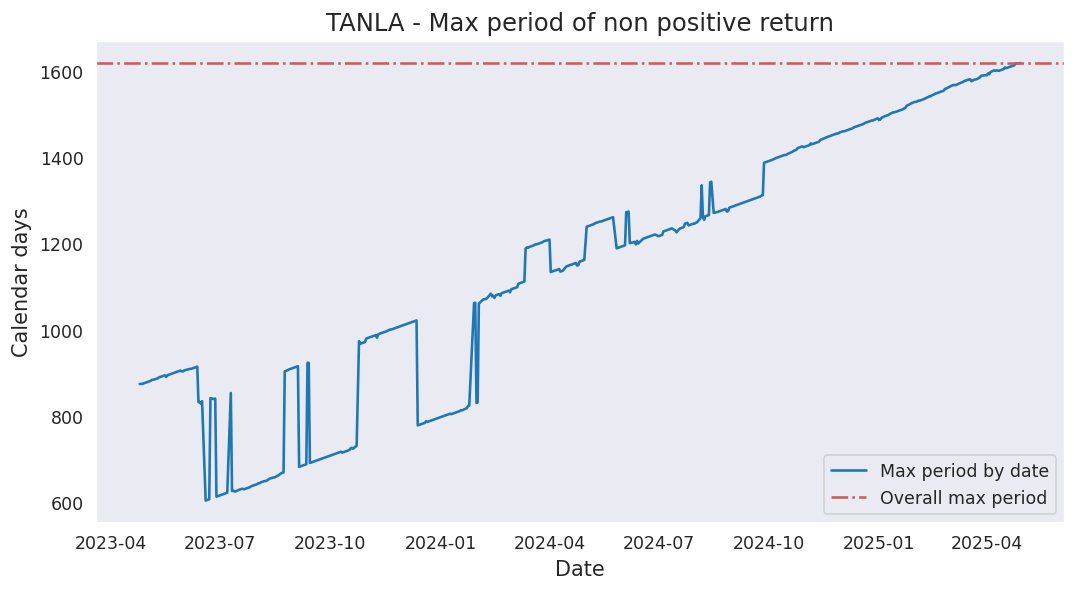 TANLA - Max period of non positive return
Calendar days
1600
1400
1200
1000
800
600
2023-04 2023-07 2023-10 2024-01 2024-04 2024-07 2024-10 2025-01 2025-04
Date
Max period by date
Overall max period